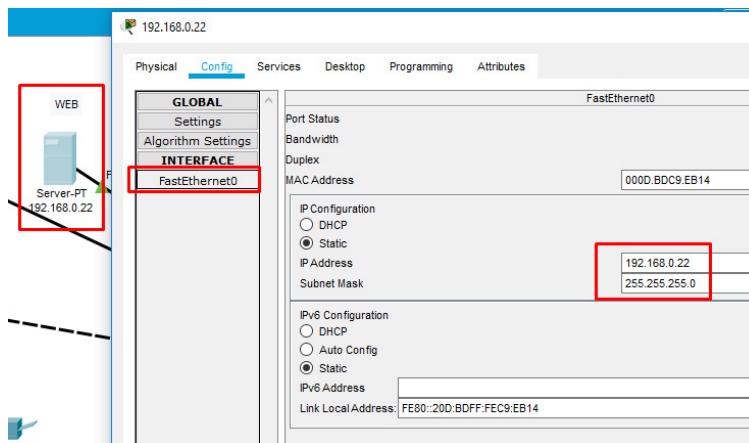 192.168.0.22
Physical Config Services Desktop Programming Attributes
WEB
Server-PT
192.168.0.22
GLOBAL
Settings
Algorithm Settings
INTERFACE
FastEthernet0
FastEthernet0
Port Status
Bandwidth
Duplex
MAC Address 000D.BDC9.EB14
IP Configuration
DHCP
Static
IP Address 192.168.0.22
Subnet Mask 255.255.255.0
IPv6 Configuration
DHCP
Auto Config
Static
IPv6 Address
Link Local Address: FE80::20D:BDFF:FEC9:EB14